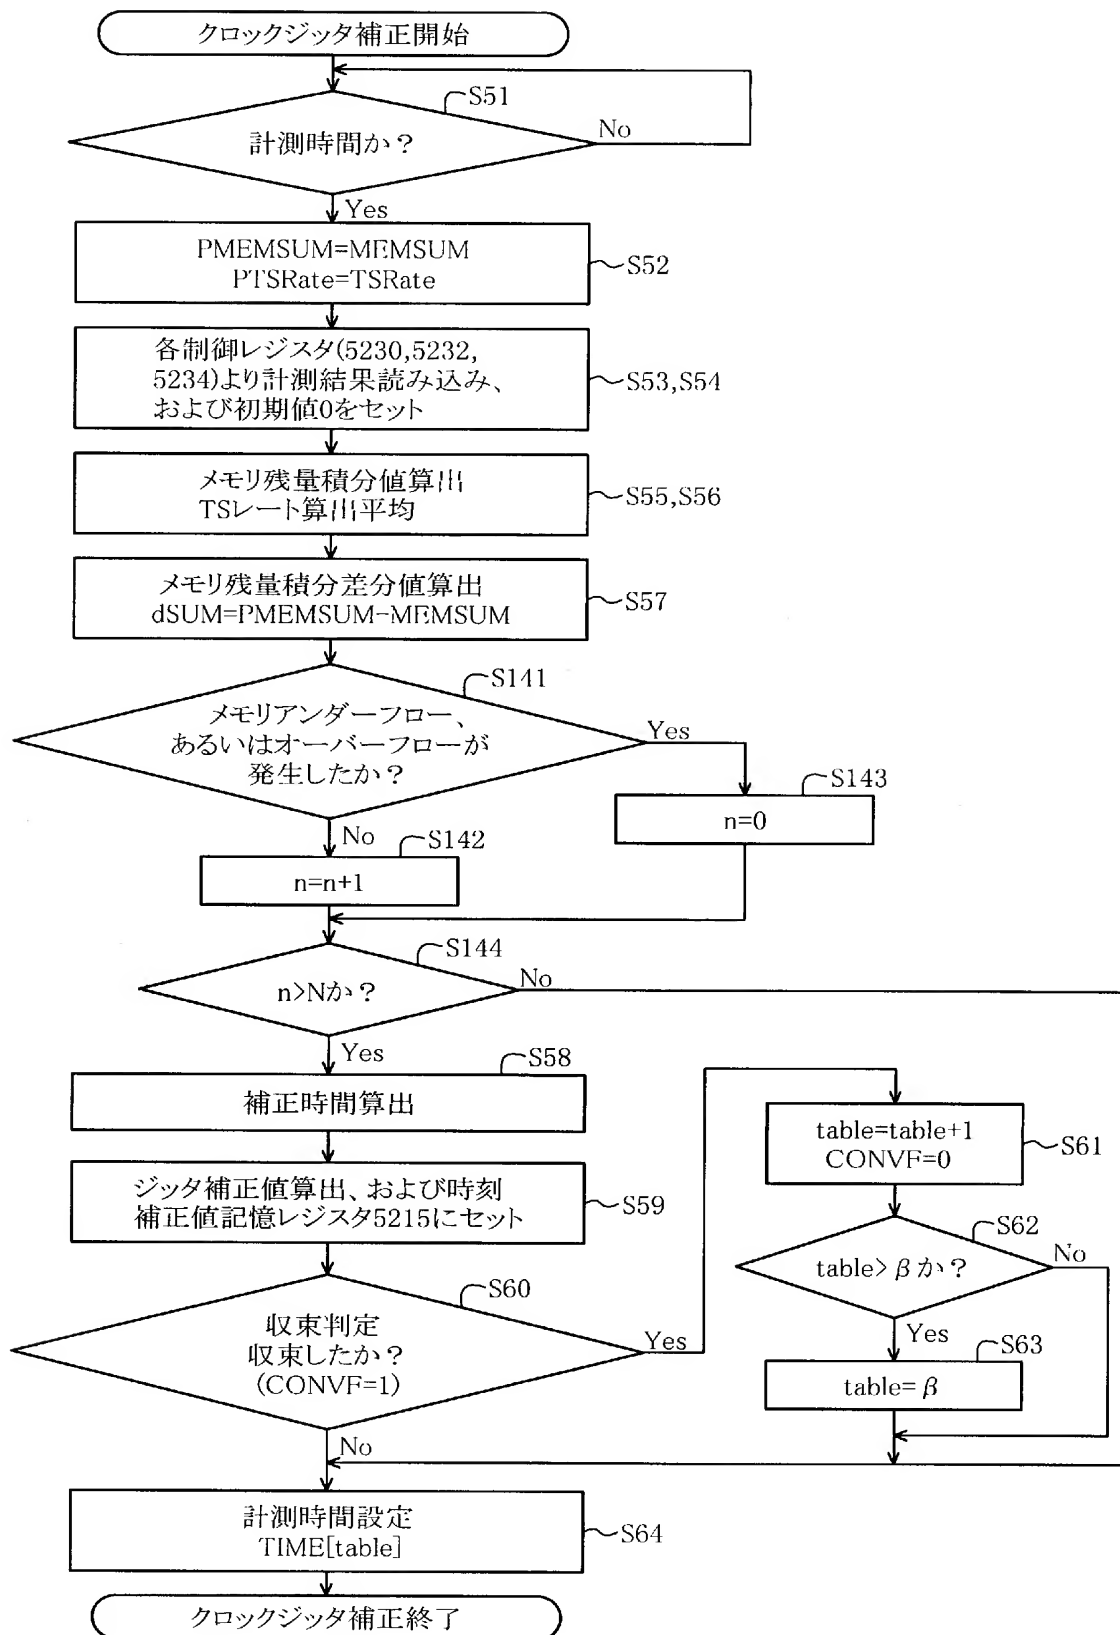 クロックジッタ補正開始
S51
計測時間か？
No
Yes
PMEMSUM=MEMSUM
PTSRate=TSRate
S52
各制御レジスタ(5230,5232,
5234)より計測結果読み込み、
および初期値0をセット
S53,S54
メモリ残量積分値算出
TSレート算出平均
S55,S56
メモリ残量積分差分値算出
dSUM=PMEMSUM-MEMSUM
S57
S141
メモリアンダーフロー、
あるいはオーバーフローが
発生したか？
Yes
S143
n=0
No
S142
n=n+1
S144
n>Nか？
No
Yes
S58
補正時間算出
table=table+1
CONVF=0
S61
ジッタ補正値算出、および時刻
補正値記憶レジスタ5215にセット
S59
S62
table>βか？
No
Yes
S60
収束判定
収束したか？
(CONVF=1)
Yes
S63
table=β
No
計測時間設定
TIME[table]
S64
クロックジッタ補正終了